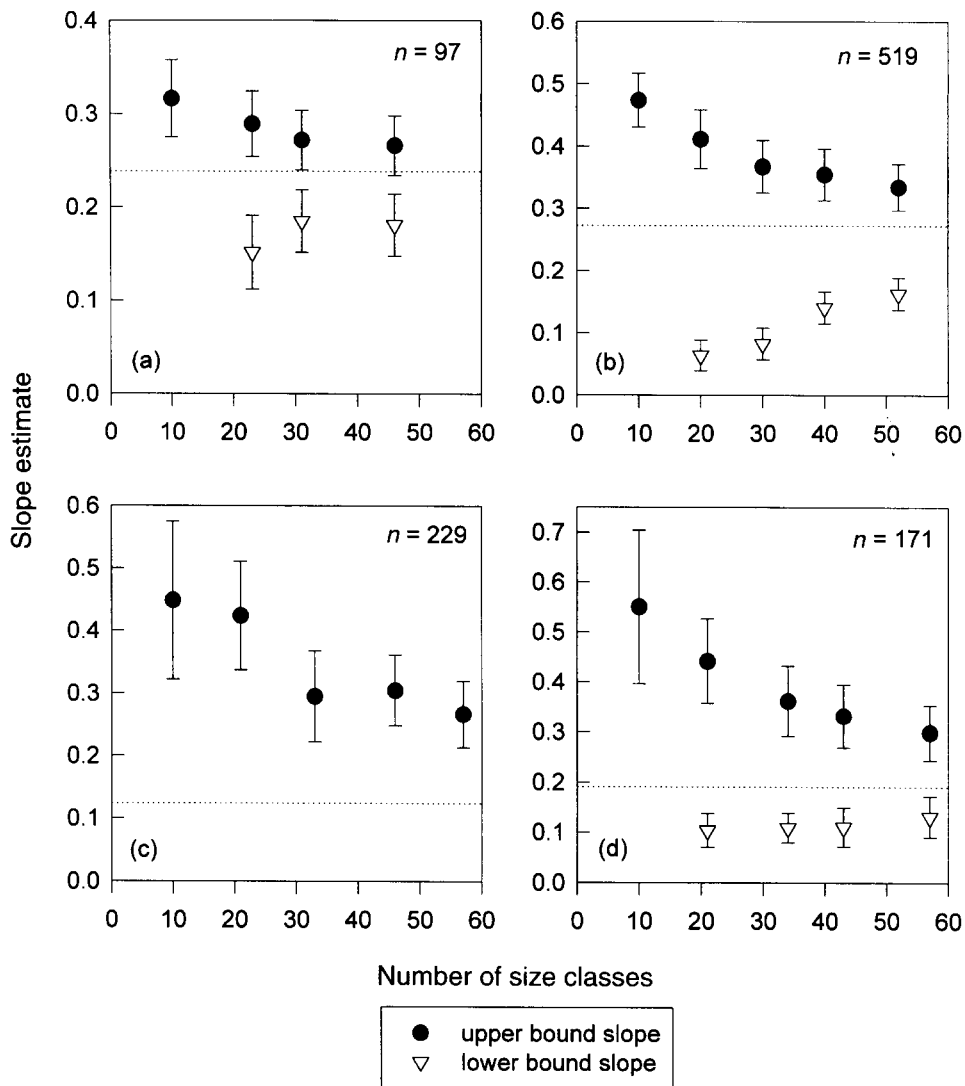 0.4
0.3
0.2
0.1
0.0
n = 97
(a)
0 10 20 30 40 50 60
0.6
0.5
0.4
0.3
0.2
0.1
0.0
n = 519
(b)
0 10 20 30 40 50 60
Slope estimate
0.6
0.5
0.4
0.3
0.2
0.1
0.0
n = 229
(c)
0 10 20 30 40 50 60
0.7
0.6
0.5
0.4
0.3
0.2
0.1
0.0
n = 171
(d)
0 10 20 30 40 50 60
Number of size classes
upper bound slope
lower bound slope